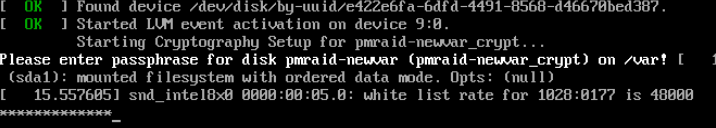 [  OK  ] Found device /dev/disk/by-uuid/e422e6fa-6dfd-4491-8568-d46670bed387.
[  OK  ] Started LVM event activation on device 9:0.
Starting Cryptography Setup for pmraid-newvar_crypt...
Please enter passphrase for disk pmraid-newvar (pmraid-newvar_crypt) on /var! [   1
(sda1): mounted filesystem with ordered data mode. Opts: (null)
[   15.557605] snd_intel8x0 0000:00:05.0: white list rate for 1028:0177 is 48000
*************_